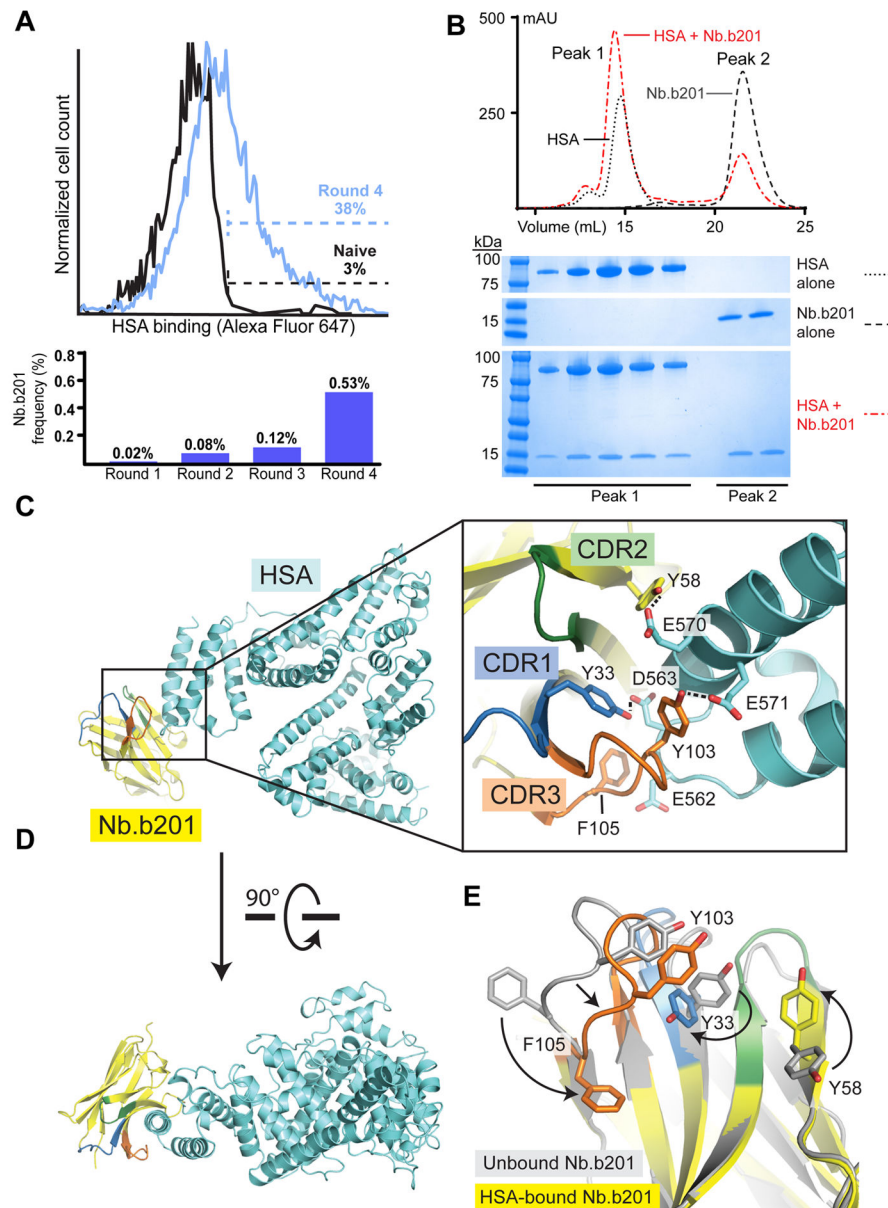 A
Normalized cell count
Round 4
38%
Naive
3%
HSA binding (Alexa Fluor 647)
Nb.b201
frequency (%)
0.8
0.6
0.4
0.2
0.02%
0.08%
0.12%
0.53%
Round 1
Round 2
Round 3
Round 4
B
500
mAU
250
Peak 1
HSA + Nb.b201
Peak 2
Nb.b201
HSA
Volume (mL)
15
20
25
kDa
100
75
HSA
alone
15
Nb.b201
alone
100
75
15
HSA +
Nb.b201
Peak 1
Peak 2
C
HSA
Nb.b201
CDR2
Y58
E570
CDR1
Y33
D563
E571
Y103
CDR3
F105
E562
D
90°
E
Y103
F105
Y33
Y58
Unbound Nb.b201
HSA-bound Nb.b201